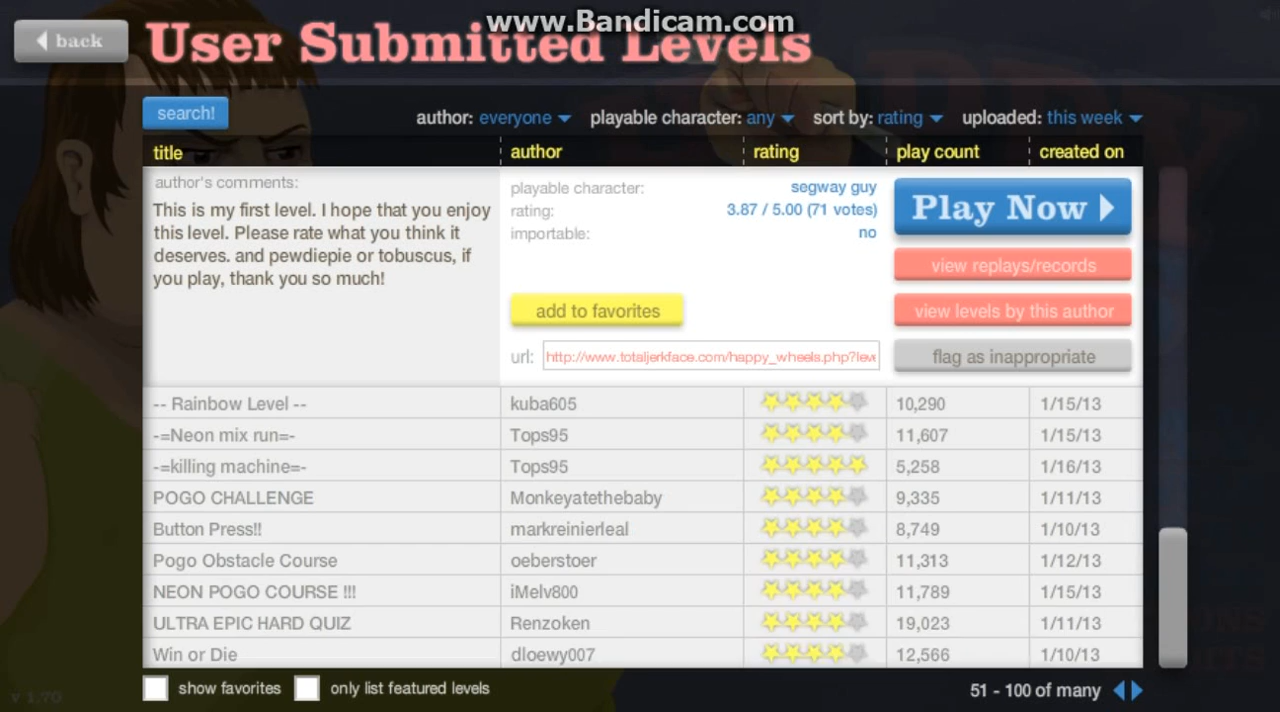 www.Bandicam.com
back
User Submitted Levels
search!
author: everyone playable character: any sort by: rating uploaded: this week
title author rating play count created on
author's comments:
This is my first level. I hope that you enjoy
this level. Please rate what you think it
deserves. and pewdiepie or tobuscus, if
you play, thank you so much!
playable character: segway guy
rating: 3.87 / 5.00 (71 votes)
importable: no
add to favorites
url: http://www.totaljerkface.com/happy_wheels.php?leve
Play Now
view replays/records
view levels by this author
flag as inappropriate
-- Rainbow Level -- kuba605 10,290 1/15/13
-=Neon mix run=- Tops95 11,607 1/15/13
-=killing machine=- Tops95 5,258 1/16/13
POGO CHALLENGE Monkeyatethebaby 9,335 1/11/13
Button Press!! markreinierleal 8,749 1/10/13
Pogo Obstacle Course oeberstoer 11,313 1/12/13
NEON POGO COURSE !!! iMelv800 11,789 1/15/13
ULTRA EPIC HARD QUIZ Renzoken 19,023 1/11/13
Win or Die dloewy007 12,566 1/10/13
show favorites only list featured levels 51 - 100 of many
v 1.70